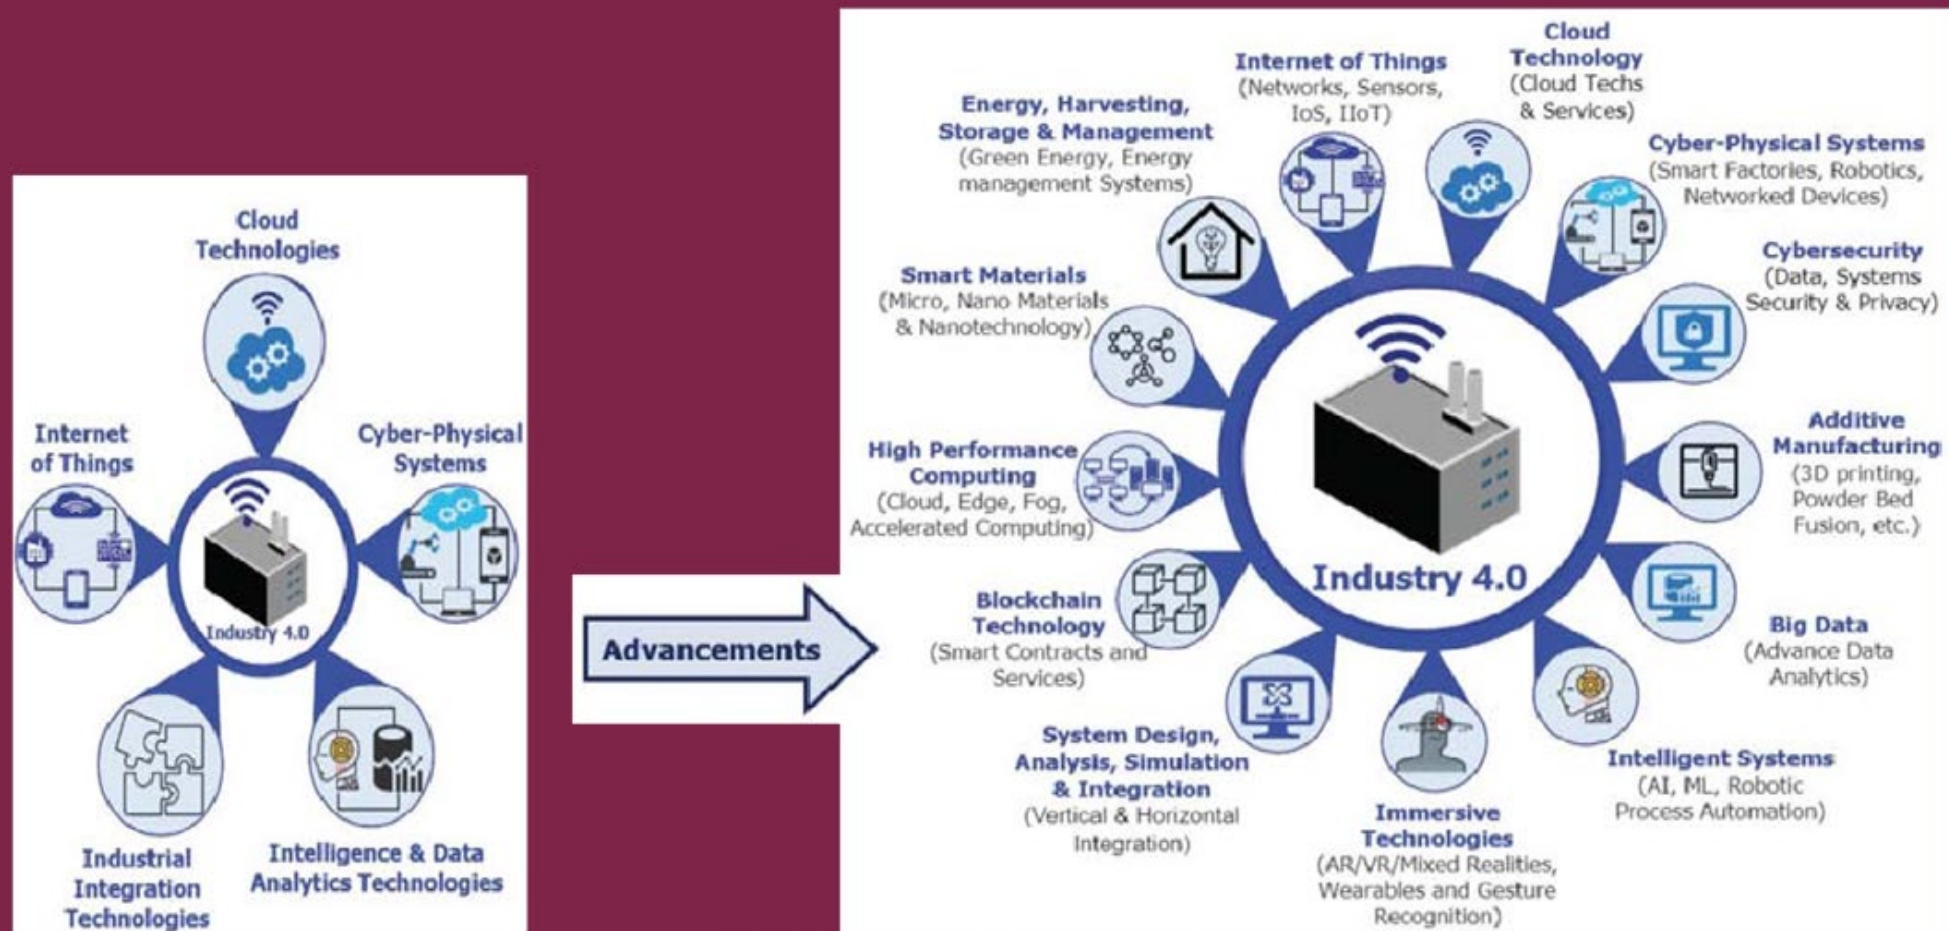 Cloud
Technologies
Internet
of Things
Cyber-Physical
Systems
Industry 4.0
Industrial
Integration
Technologies
Intelligence & Data
Analytics Technologies
Advancements
Cloud
Technology
(Cloud Techs
& Services)
Internet of Things
(Networks, Sensors,
IoS, IIoT)
Energy, Harvesting,
Storage & Management
(Green Energy, Energy
management Systems)
Cyber-Physical Systems
(Smart Factories, Robotics,
Networked Devices)
Smart Materials
(Micro, Nano Materials
& Nanotechnology)
Cybersecurity
(Data, Systems
Security & Privacy)
High Performance
Computing
(Cloud, Edge, Fog,
Accelerated Computing)
Additive
Manufacturing
(3D printing,
Powder Bed
Fusion, etc.)
Industry 4.0
Blockchain
Technology
(Smart Contracts and
Services)
Big Data
(Advance Data
Analytics)
System Design,
Analysis, Simulation
& Integration
(Vertical & Horizontal
Integration)
Immersive
Technologies
(AR/VR/Mixed Realities,
Wearables and Gesture
Recognition)
Intelligent Systems
(AI, ML, Robotic
Process Automation)